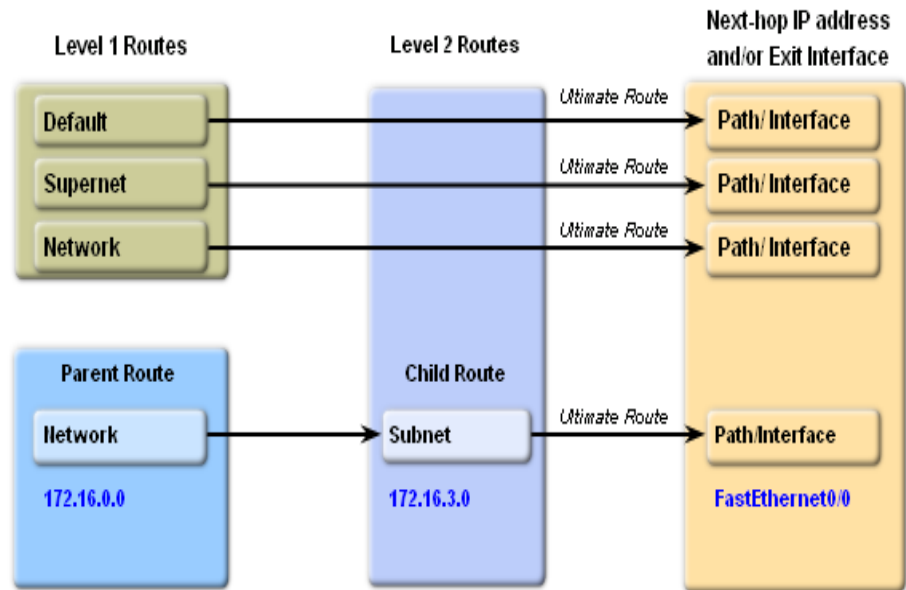 Level 1 Routes
Level 2 Routes
Next-hop IP address
and/or Exit Interface
Default
Ultimate Route
Path/ Interface
Supernet
Ultimate Route
Path/ Interface
Network
Ultimate Route
Path/ Interface
Parent Route
Child Route
Network
Subnet
Ultimate Route
Path/Interface
172.16.0.0
172.16.3.0
FastEthernet0/0